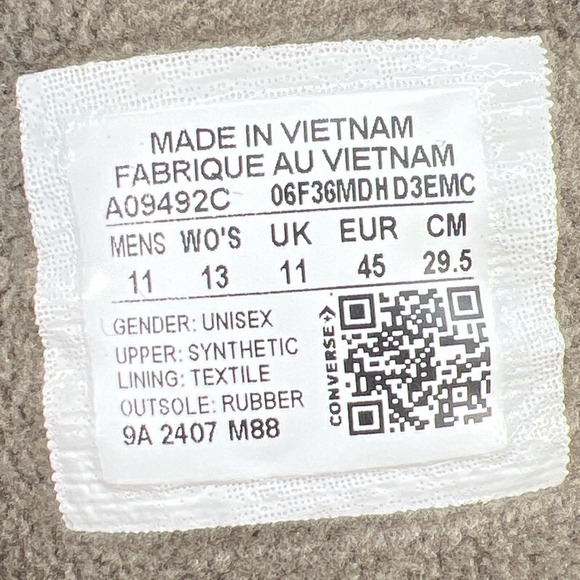 MADE IN VIETNAM
FABRIQUE AU VIETNAM
A09492C 06F36MDH D3EMC
MENS WO'S UK EUR CM
11 13 11 45 29.5
GENDER: UNISEX
UPPER: SYNTHETIC
LINING: TEXTILE
OUTSOLE: RUBBER
9A 2407 M88
CONVERSE